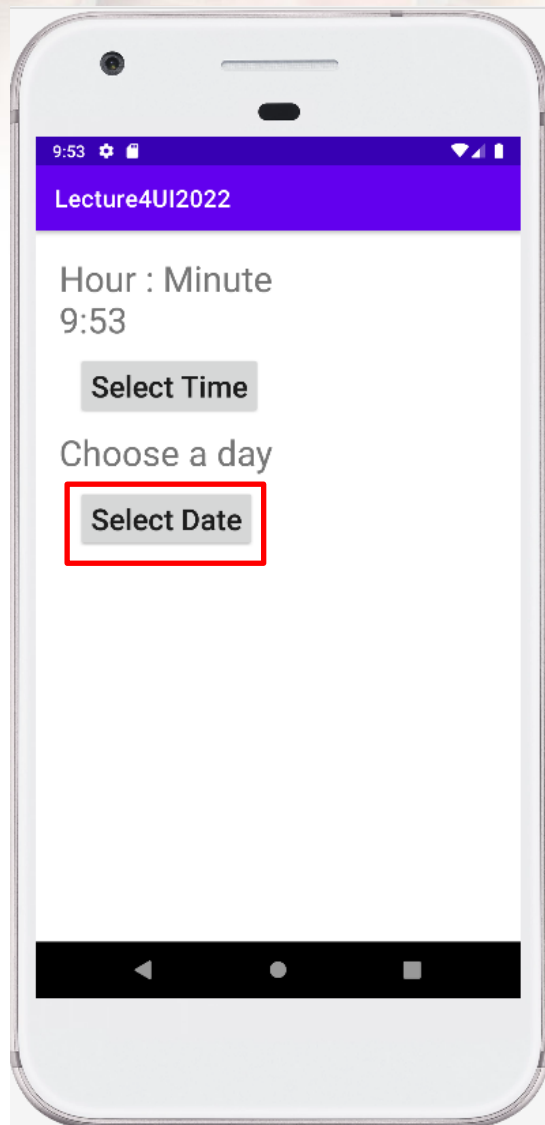 9:53
Lecture4UI2022
Hour : Minute
9:53
Select Time
Choose a day
Select Date